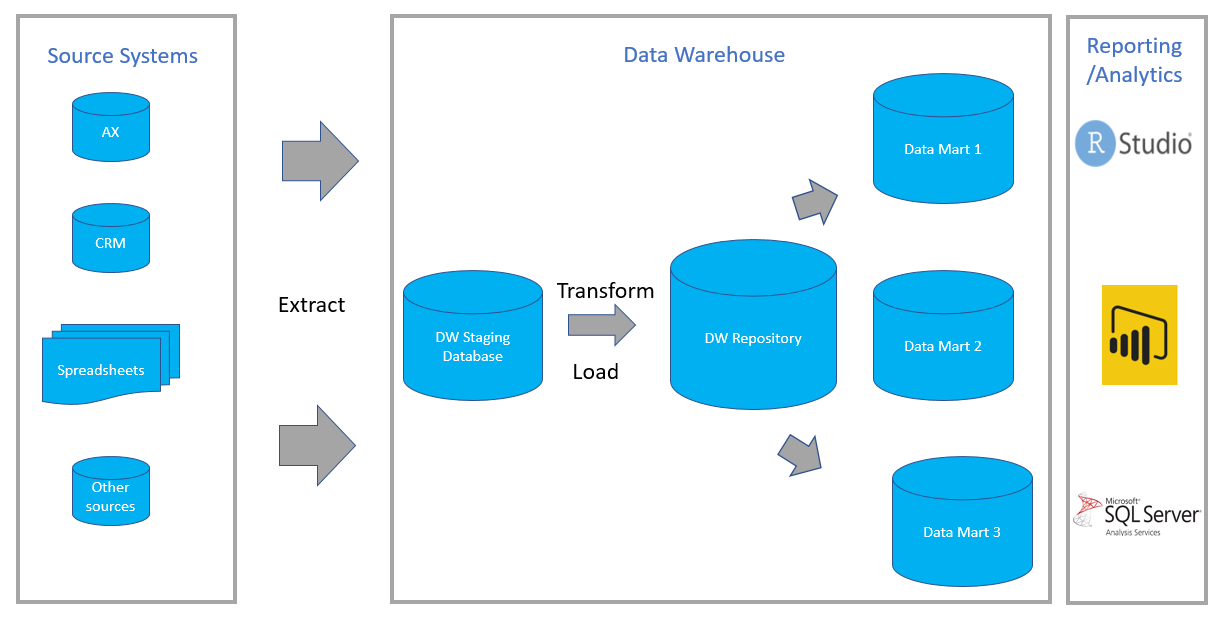 Source Systems
AX
CRM
Spreadsheets
Other
sources
Extract
Data Warehouse
DW Staging
Database
Transform
Load
DW Repository
Data Mart 1
Data Mart 2
Data Mart 3
Reporting
/Analytics
R Studio®
Microsoft®
SQL Server®
Analysis Services